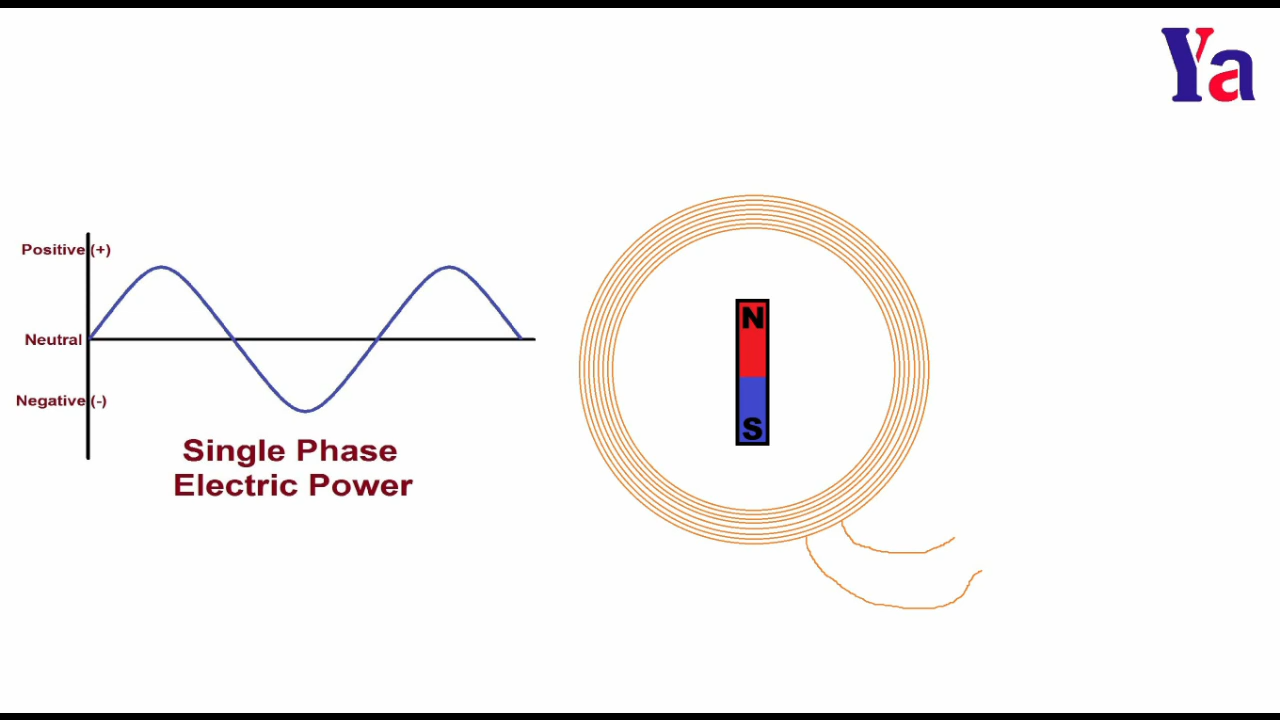 Ya
Positive (+)
Neutral
Negative (-)
Single Phase
Electric Power
N
S